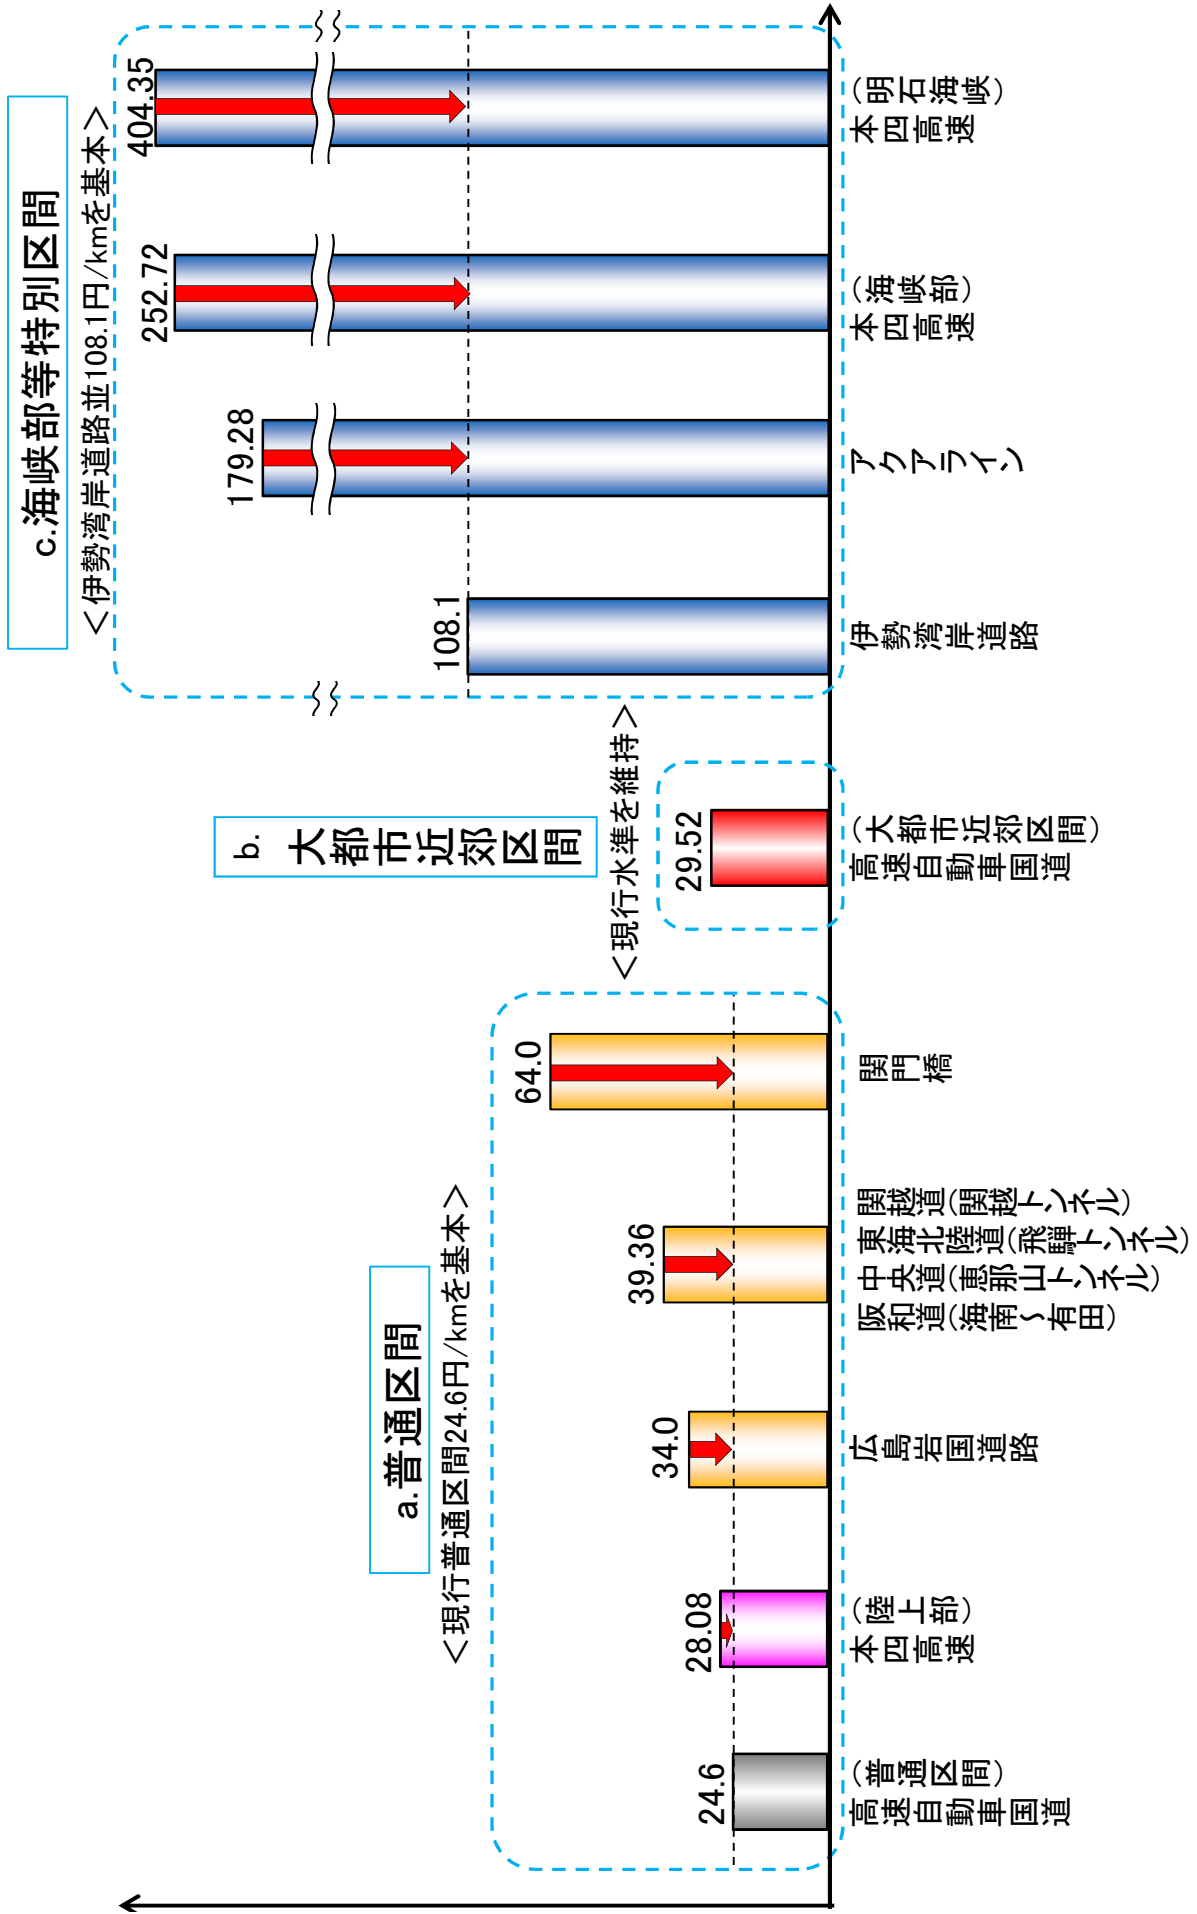 a.普通区間
＜現行普通区間24.6円/kmを基本＞
24.6
高速自動車国道
（普通区間）
28.08
本四高速
（陸上部）
34.0
広島岩国道路
39.36
関越道(関越トンネル)
東海北陸道(飛騨トンネル)
中央道(恵那山トンネル)
阪和道(海南～有田)
64.0
関門橋
b. 大都市近郊区間
＜現行水準を維持＞
29.52
高速自動車国道
（大都市近郊区間）
c.海峡部等特別区間
＜伊勢湾岸道路並108.1円/kmを基本＞
108.1
伊勢湾岸道路
179.28
アクアライン
252.72
本四高速
（海峡部）
404.35
本四高速
（明石海峡）